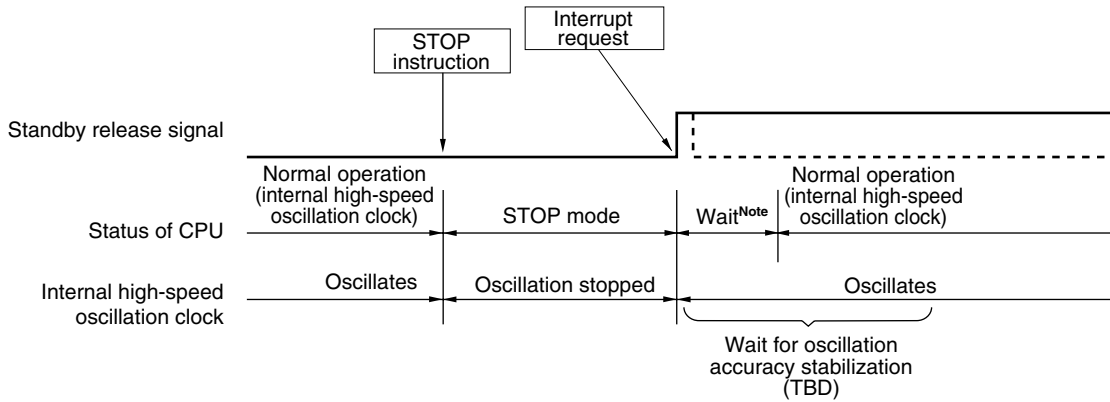 Interrupt
request
STOP
instruction
Standby release signal
Normal operation
(internal high-speed
oscillation clock)
Normal operation
(internal high-speed
oscillation clock)
Status of CPU
STOP mode
WaitNote
Internal high-speed
oscillation clock
Oscillates
Oscillation stopped
Oscillates
Wait for oscillation
accuracy stabilization
(TBD)